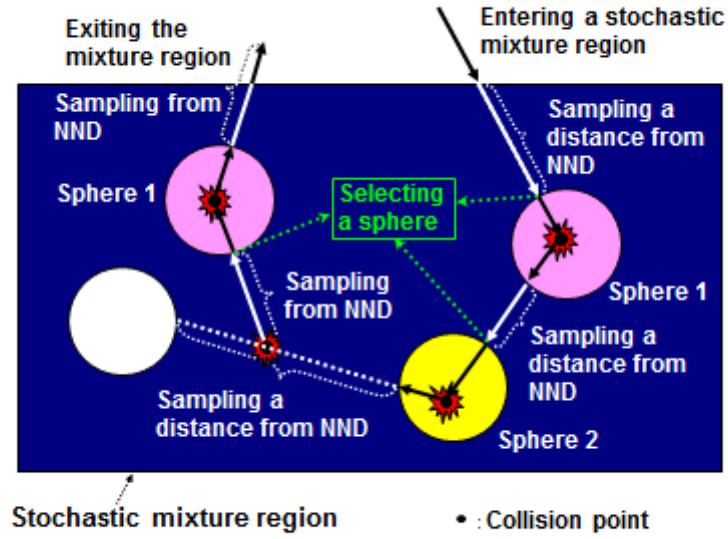 Exiting the
mixture region
Entering a stochastic
mixture region
Sampling from
NND
Sampling a
distance from
NND
Sphere 1
Selecting
a sphere
Sampling
from NND
Sphere 1
Sampling a
distance from
NND
Sampling a
distance from NND
Sphere 2
Stochastic mixture region
: Collision point